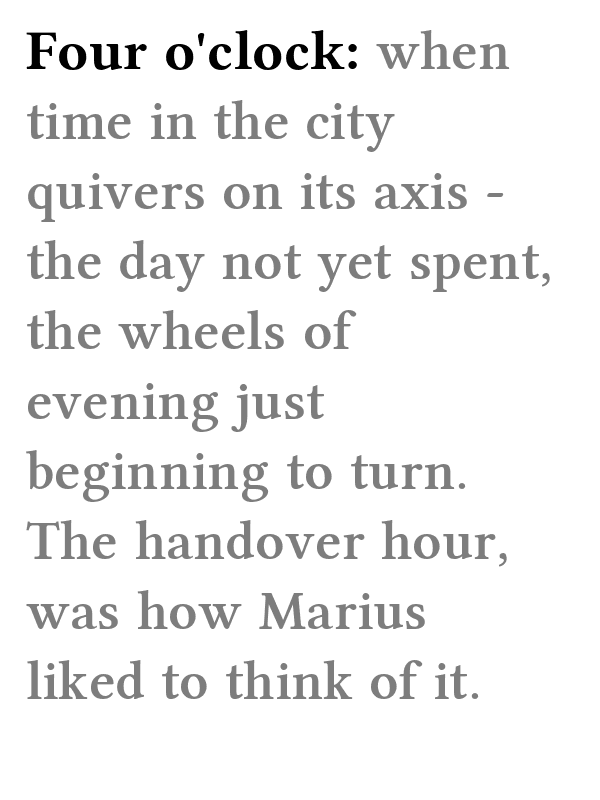 Four o'clock: when
time in the city
quivers on its axis -
the day not yet spent,
the wheels of
evening just
beginning to turn.
The handover hour,
was how Marius
liked to think of it.